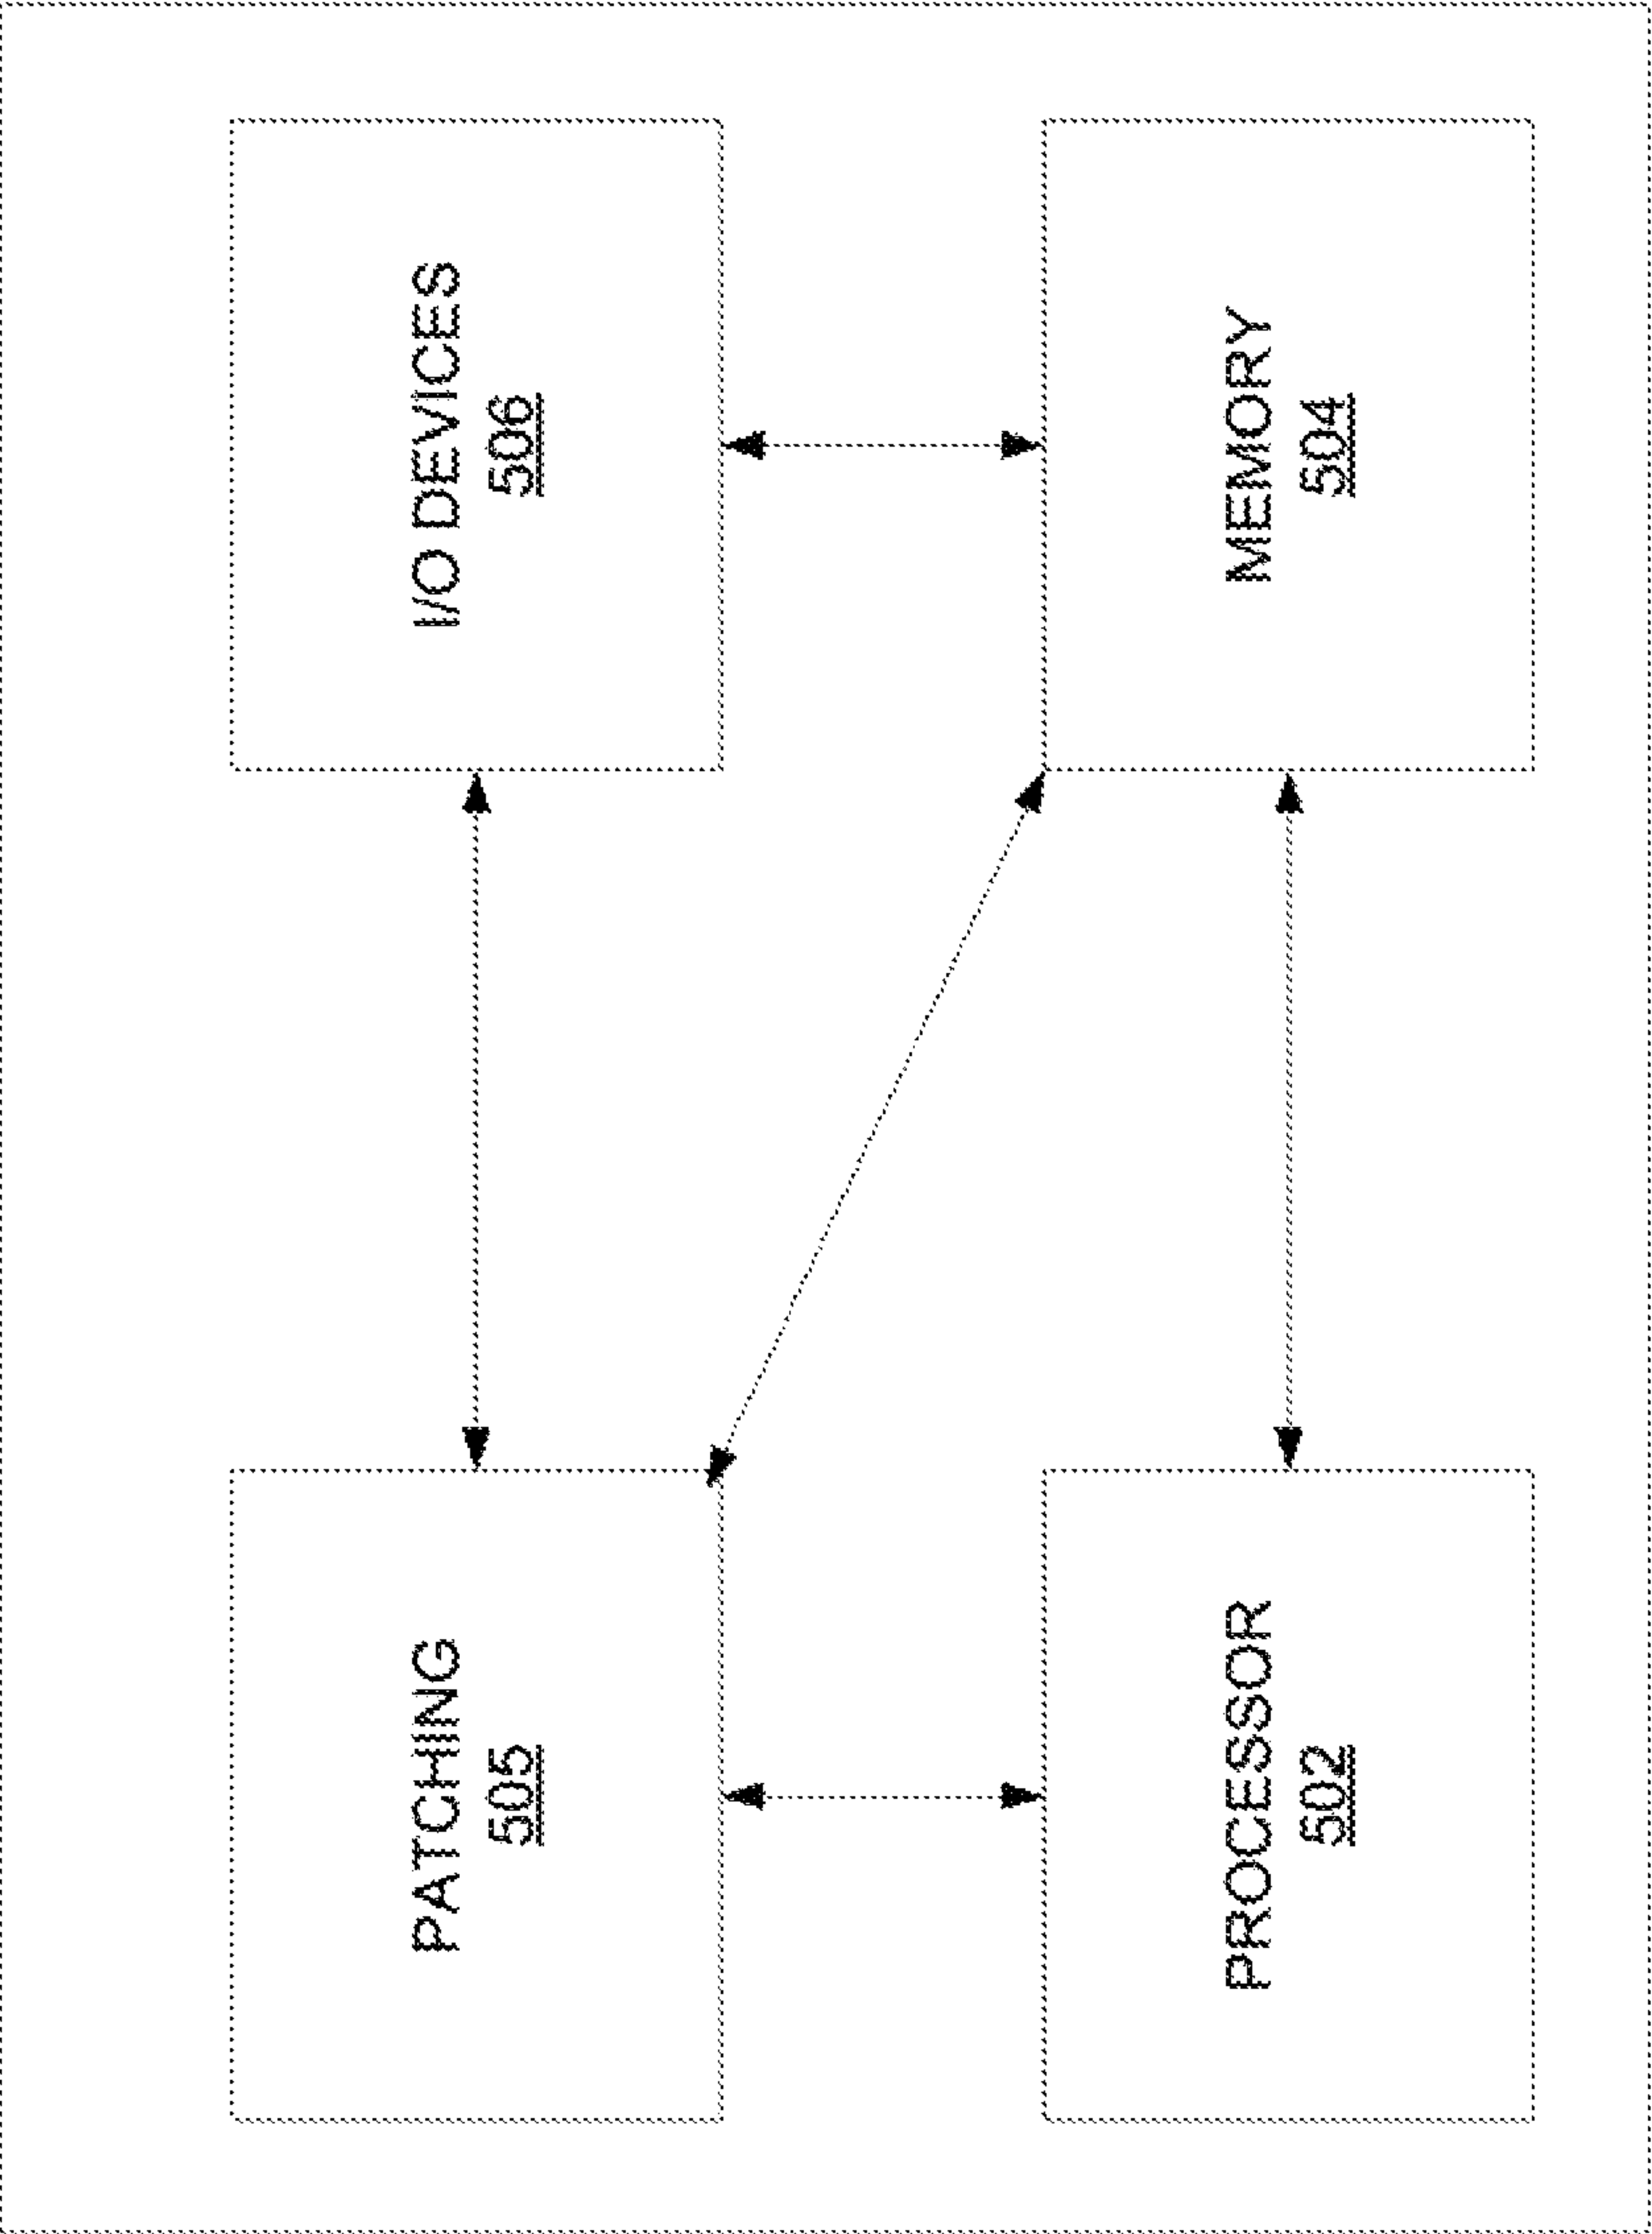 PATCHING
505
I/O DEVICES
506
PROCESSOR
502
MEMORY
504